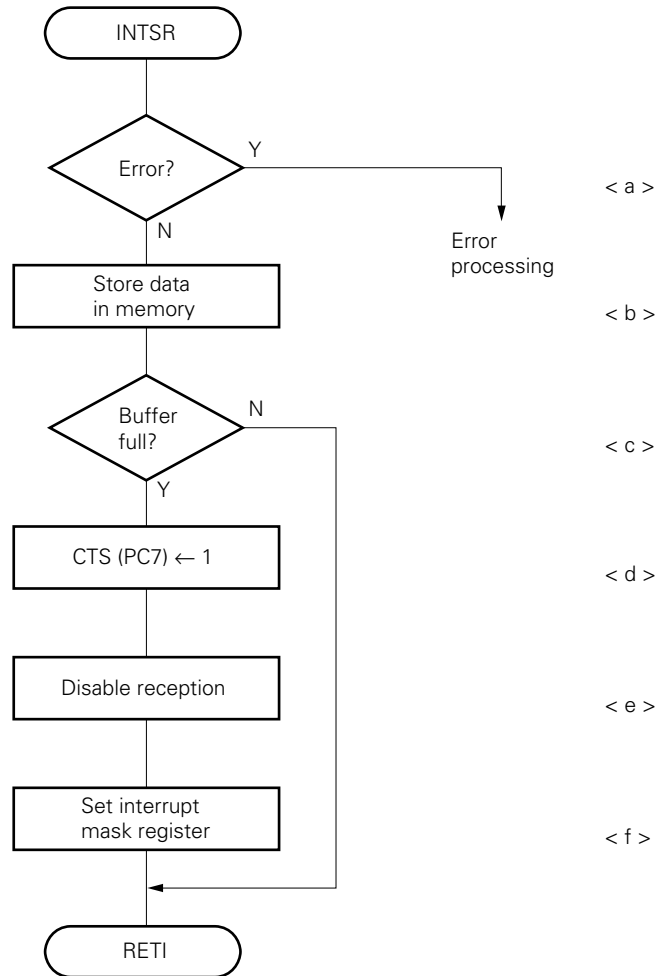 INTSR
Error?
Y
< a >
N
Error
processing
Store data
in memory
< b >
Buffer
full?
N
< c >
Y
CTS (PC7) ← 1
< d >
Disable reception
< e >
Set interrupt
mask register
< f >
RETI